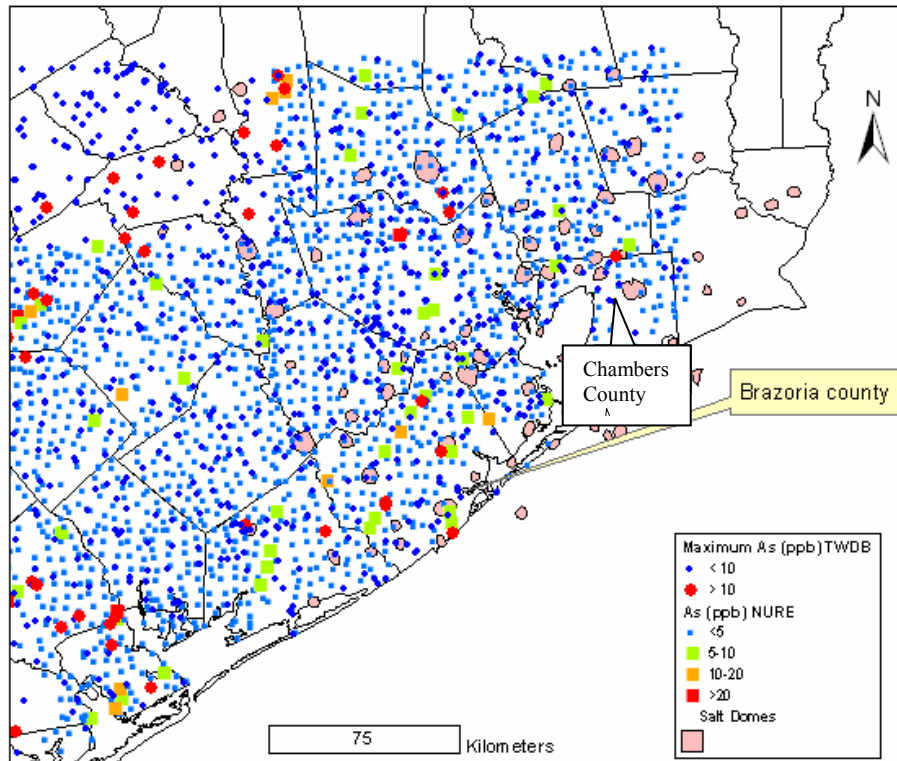 N
Chambers
County
Brazoria county
Maximum As (ppb) TWDB
< 10
> 10
As (ppb) NURE
<5
5-10
10-20
>20
Salt Domes
75
Kilometers